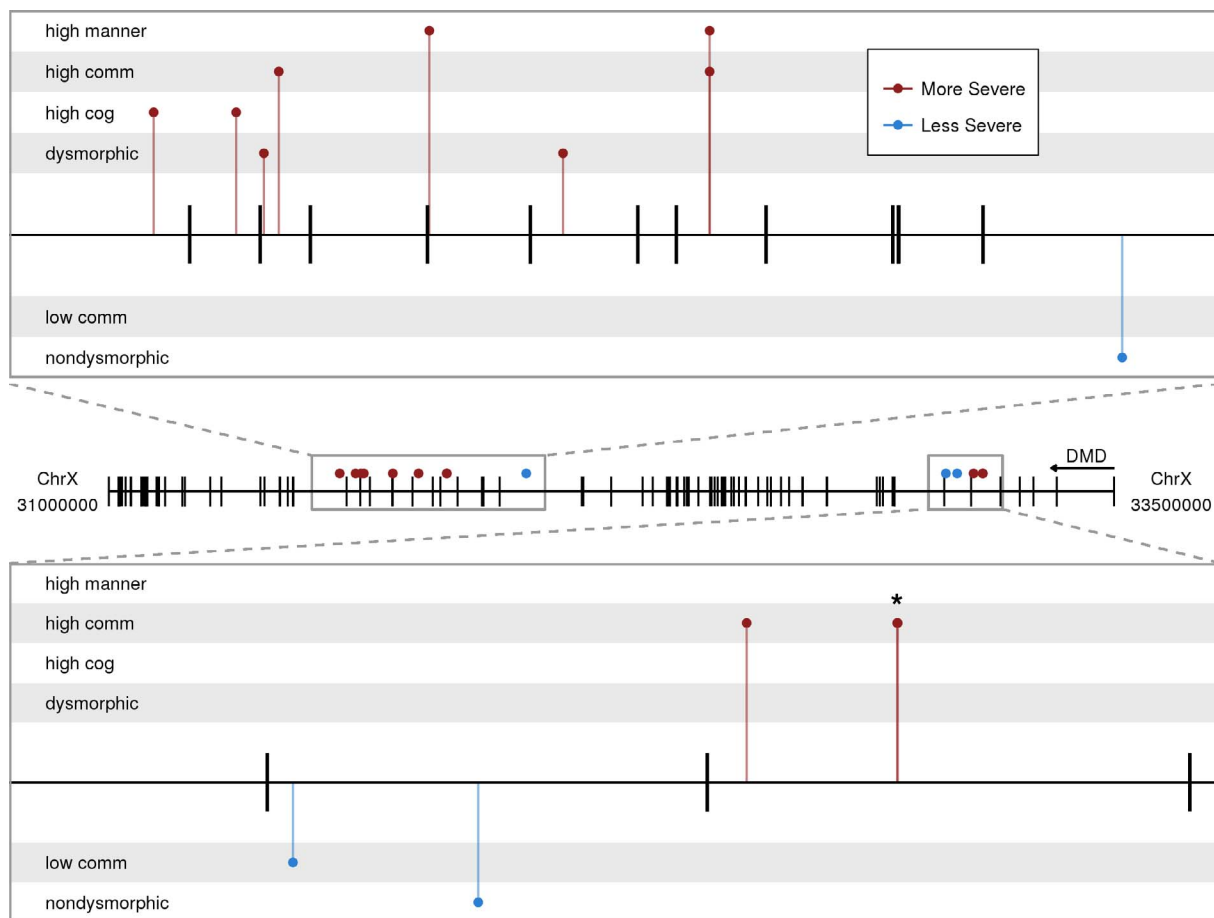 high manner
high comm
high cog
dysmorphic
More Severe
Less Severe
low comm
nondysmorphic
ChrX
31000000
DMD
ChrX
33500000
high manner
high comm
*
high cog
dysmorphic
low comm
nondysmorphic